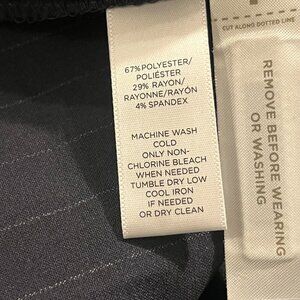 67% POLYESTER/
POLIÉSTER
29% RAYON/
RAYONNE/RAYÓN
4% SPANDEX
MACHINE WASH
COLD
ONLY NON-
CHLORINE BLEACH
WHEN NEEDED
TUMBLE DRY LOW
COOL IRON
IF NEEDED
OR DRY CLEAN
CUT ALONG DOTTED LINE
REMOVE BEFORE WEARING
OR WASHING